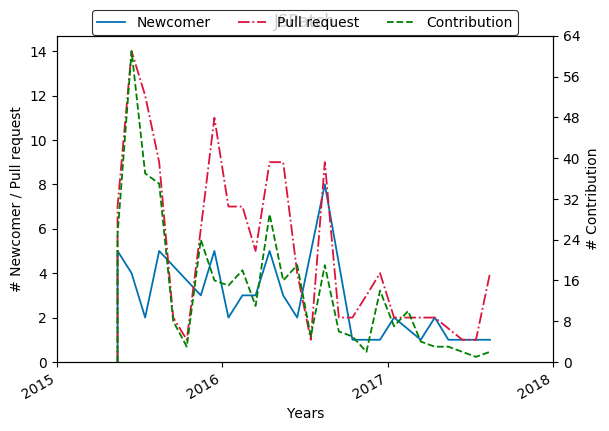 JSPatch
Newcomer Pull request Contribution
14
12
10
8
6
4
2
0
64
56
48
40
32
24
16
8
0
# Newcomer / Pull request
# Contribution
2015 2016 2017 2018
Years